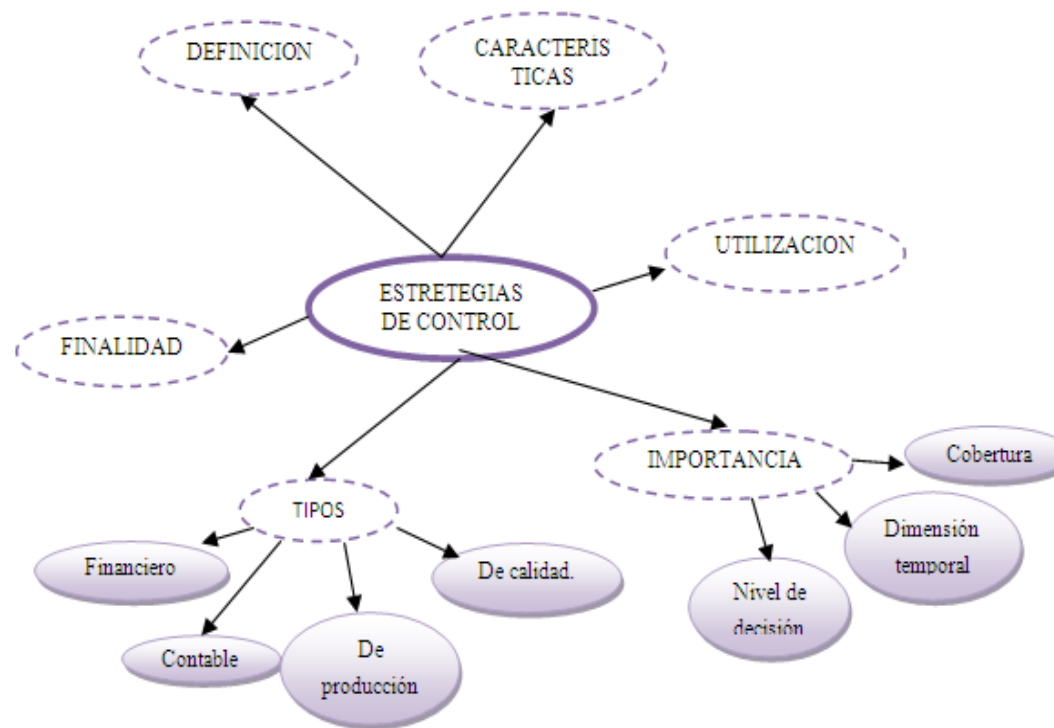 DEFINICION
CARACTERÍS
TICAS
UTILIZACION
ESTRETEGIAS
DE CONTROL
FINALIDAD
IMPORTANCIA
Cobertura
TIPOS
Dimensión
temporal
Financiero
De calidad.
Nivel de
decisión
Contable
De
producción